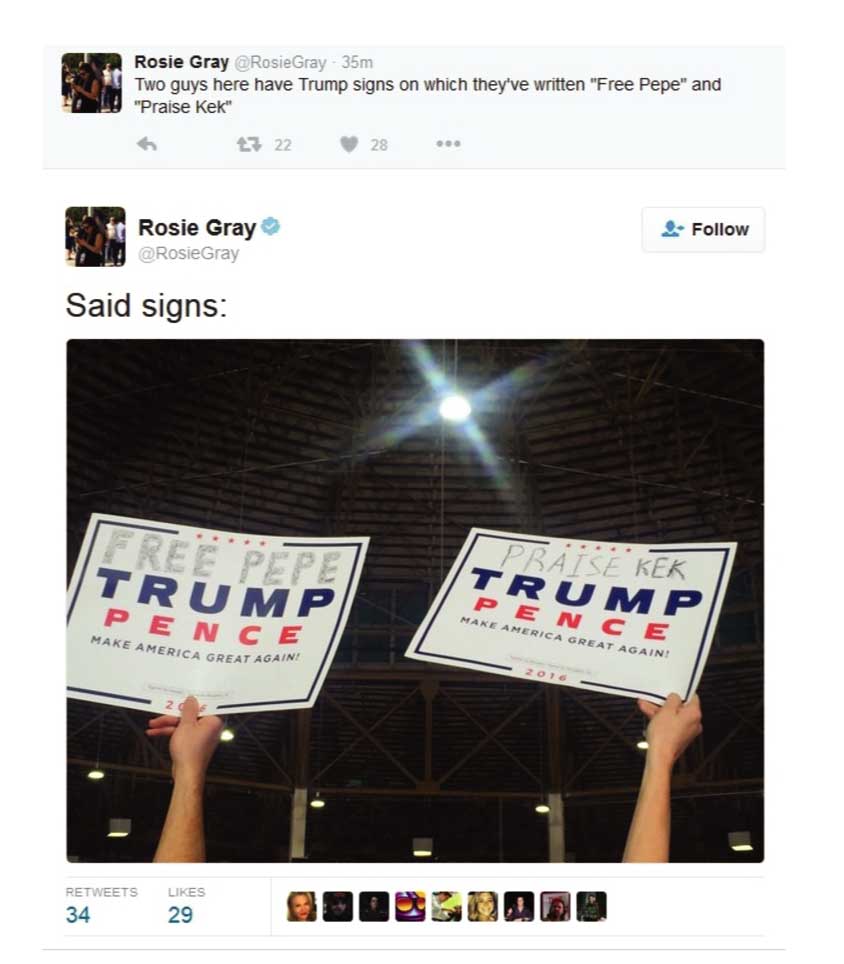 Rosie Gray @RosieGray · 35m
Two guys here have Trump signs on which they've written "Free Pepe" and
"Praise Kek"
22 28
Rosie Gray
@RosieGray
Follow
Said signs:
FREE PEPE
TRUMP
PENCE
MAKE AMERICA GREAT AGAIN!
PRAISE KEK
TRUMP
PENCE
MAKE AMERICA GREAT AGAIN!
2016
RETWEETS LIKES
34 29